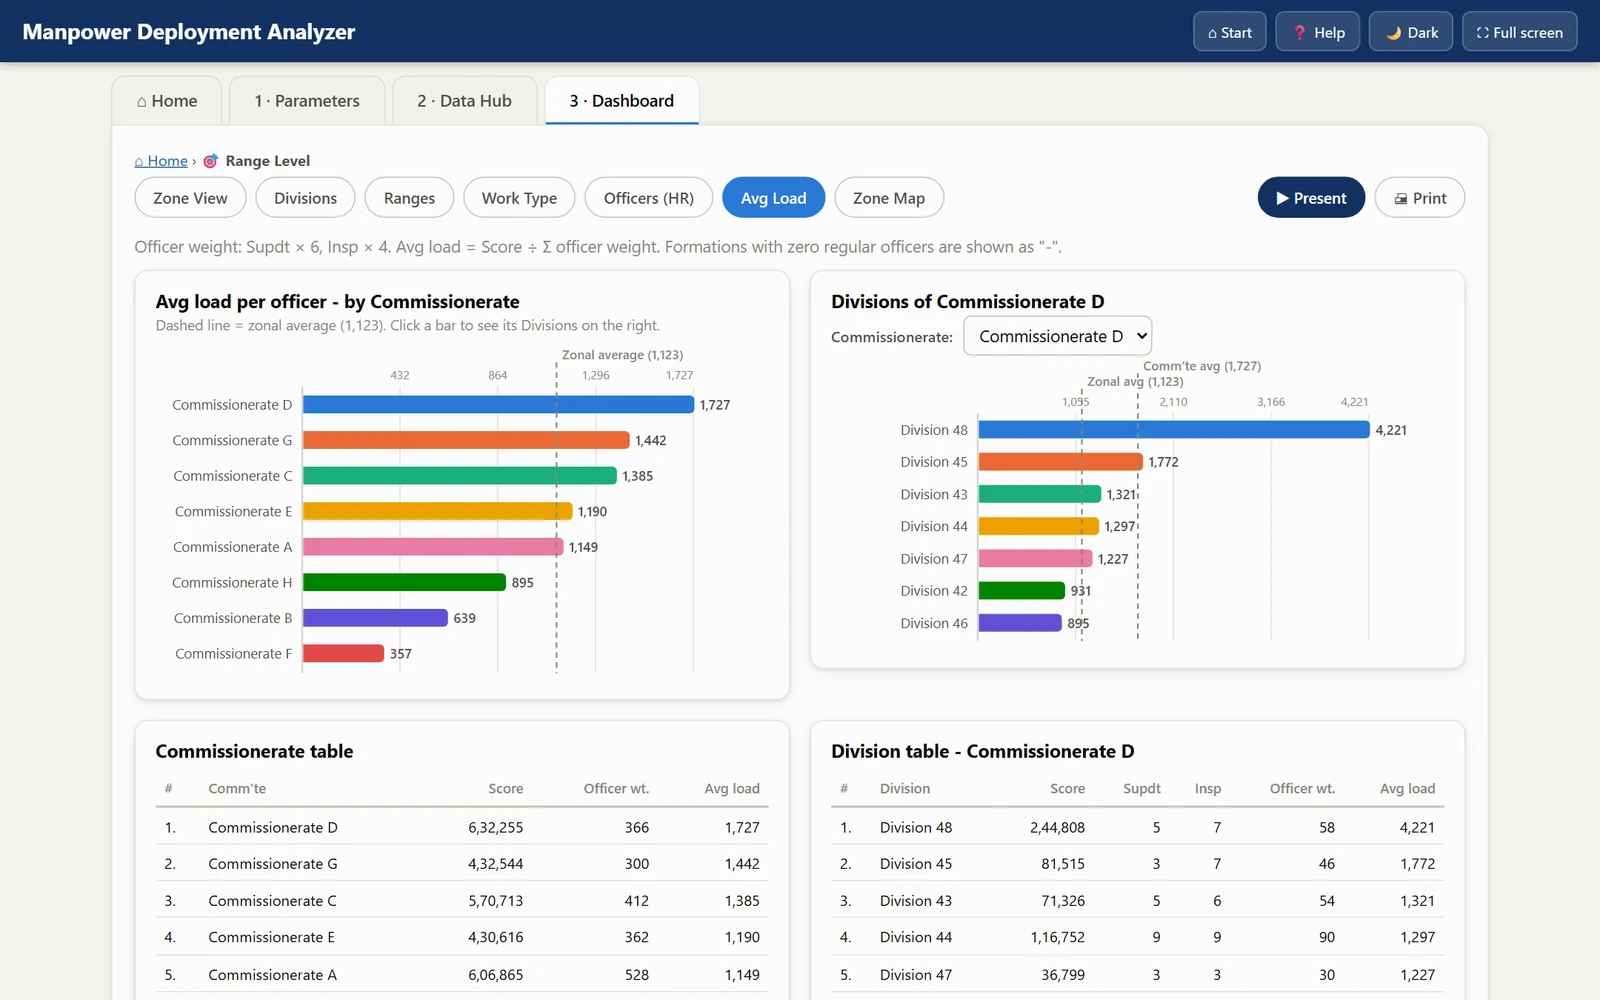 Manpower Deployment Analyzer
⌂ Start
❓ Help
🌙 Dark
⛶ Full screen
⌂ Home
1 · Parameters
2 · Data Hub
3 · Dashboard
⌂ Home › 🎯 Range Level
Zone View
Divisions
Ranges
Work Type
Officers (HR)
Avg Load
Zone Map
▶ Present
🖨 Print
Officer weight: Supdt × 6, Insp × 4. Avg load = Score ÷ Σ officer weight. Formations with zero regular officers are shown as "-".
Avg load per officer - by Commissionerate
Dashed line = zonal average (1,123). Click a bar to see its Divisions on the right.
Zonal average (1,123)
432 864 1,296 1,727
Commissionerate D 1,727
Commissionerate G 1,442
Commissionerate C 1,385
Commissionerate E 1,190
Commissionerate A 1,149
Commissionerate H 895
Commissionerate B 639
Commissionerate F 357
Divisions of Commissionerate D
Commissionerate: Commissionerate D
Comm'te avg (1,727)
Zonal avg (1,123)
1,055 2,110 3,166 4,221
Division 48 4,221
Division 45 1,772
Division 43 1,321
Division 44 1,297
Division 47 1,227
Division 42 931
Division 46 895
Commissionerate table
# Comm'te Score Officer wt. Avg load
1. Commissionerate D 6,32,255 366 1,727
2. Commissionerate G 4,32,544 300 1,442
3. Commissionerate C 5,70,713 412 1,385
4. Commissionerate E 4,30,616 362 1,190
5. Commissionerate A 6,06,865 528 1,149
Division table - Commissionerate D
# Division Score Supdt Insp Officer wt. Avg load
1. Division 48 2,44,808 5 7 58 4,221
2. Division 45 81,515 3 7 46 1,772
3. Division 43 71,326 5 6 54 1,321
4. Division 44 1,16,752 9 9 90 1,297
5. Division 47 36,799 3 3 30 1,227